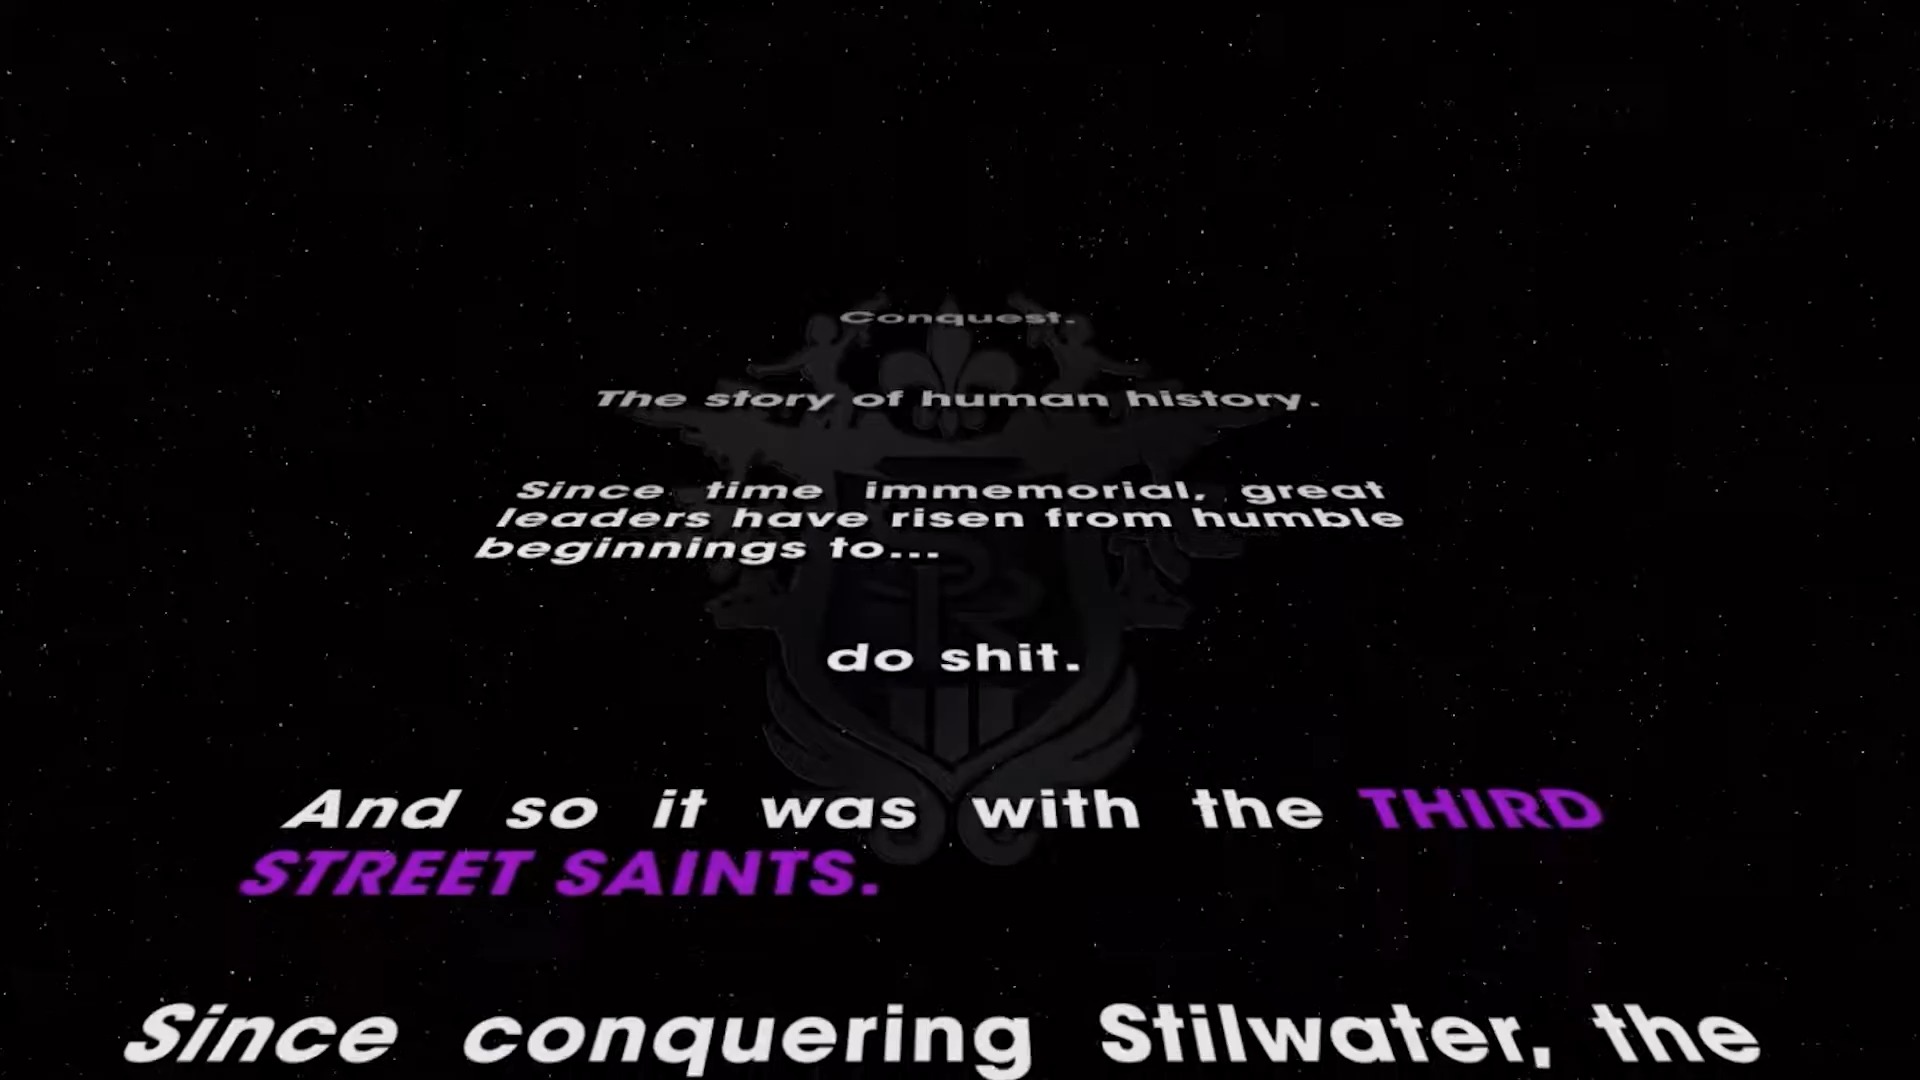 Conquest.
The story of human history.
Since time immemorial, great
leaders have risen from humble
beginnings to...
do shit.
And so it was with the THIRD
STREET SAINTS.
Since conquering Stilwater, the